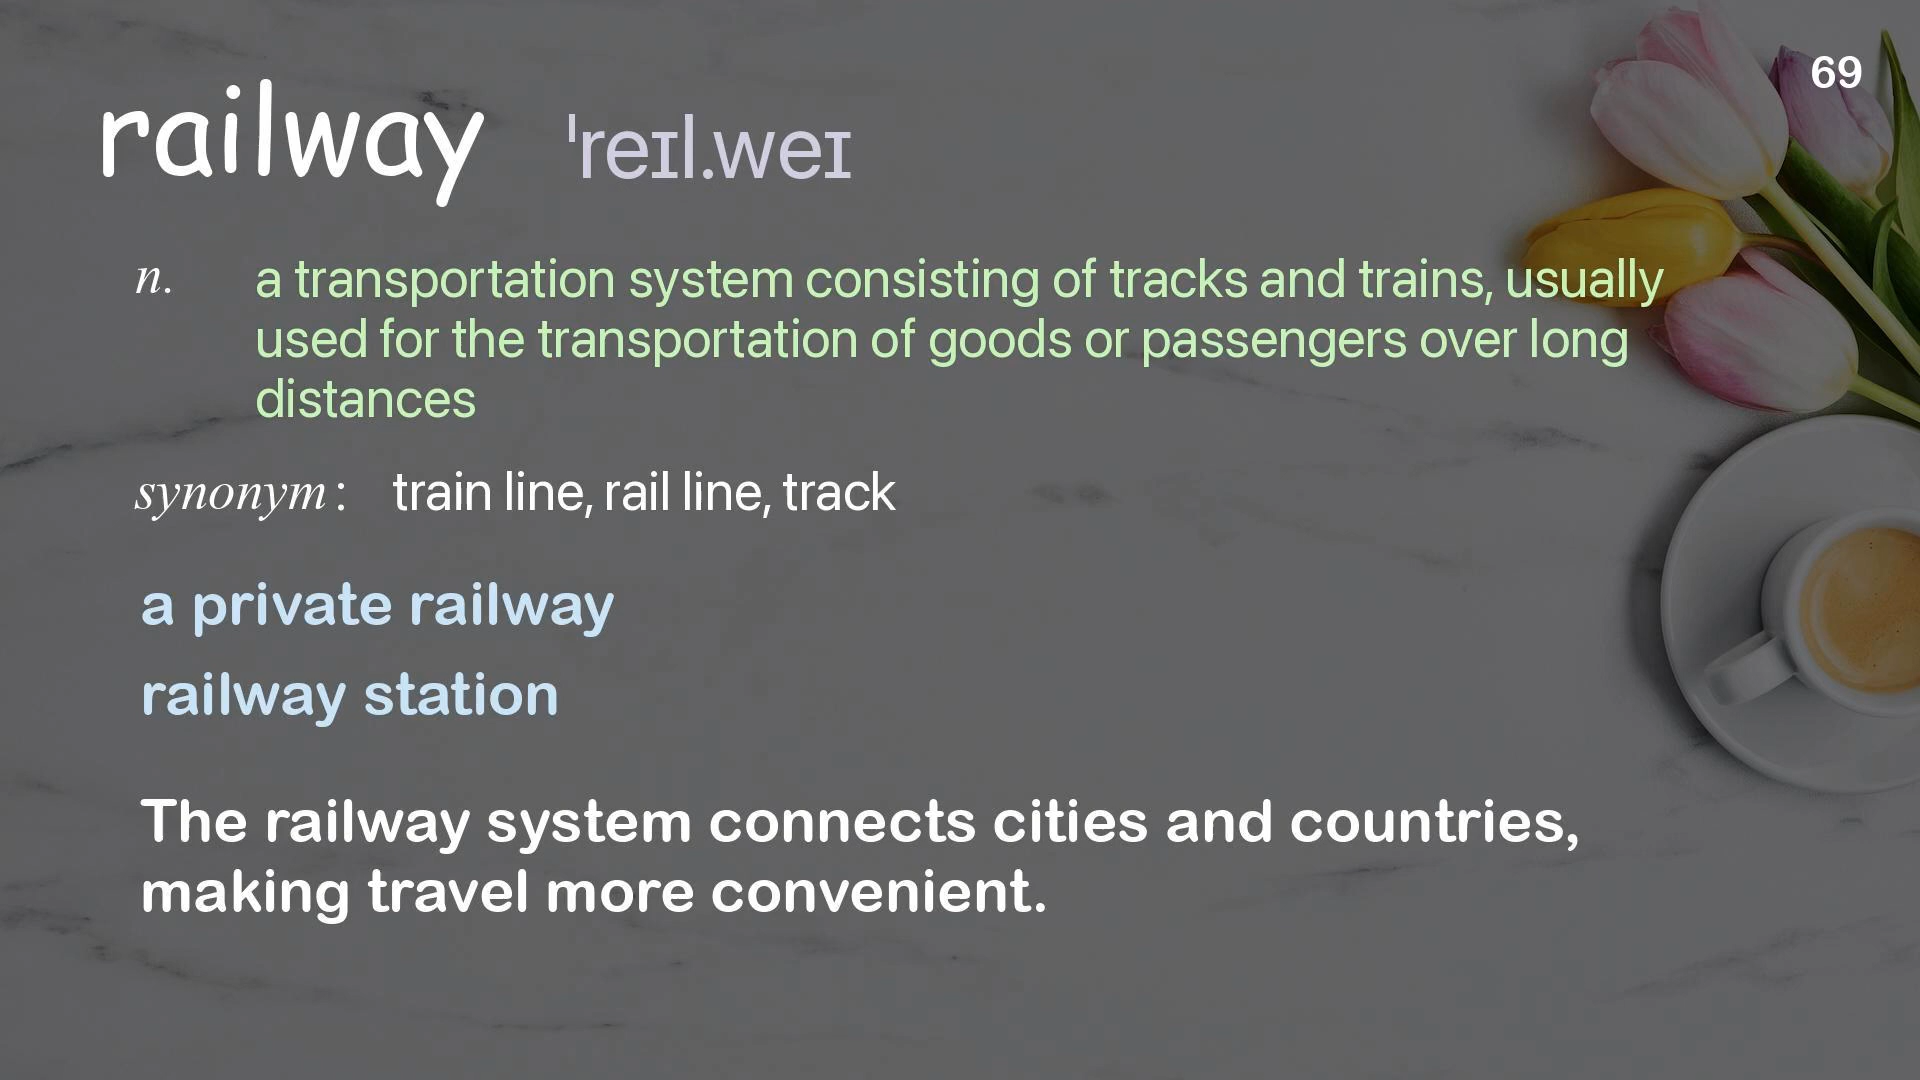 69
railway ˈreɪl.weɪ
n. a transportation system consisting of tracks and trains, usually
used for the transportation of goods or passengers over long
distances
synonym: train line, rail line, track
a private railway
railway station
The railway system connects cities and countries,
making travel more convenient.